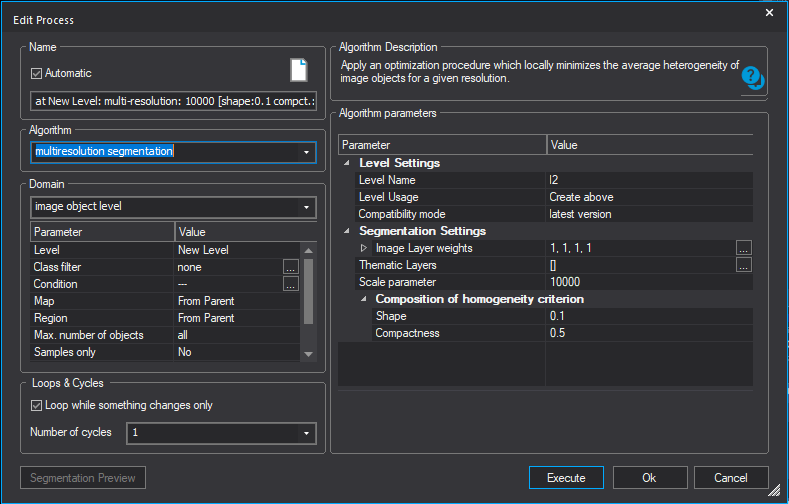 Edit Process
Name
Automatic
at New Level: multi-resolution: 10000 [shape:0.1 compct.:
Algorithm
multiresolution segmentation
Domain
image object level
Parameter Value
Level New Level
Class filter none ...
Condition --- ...
Map From Parent
Region From Parent
Max. number of objects all
Samples only No
Loops & Cycles
Loop while something changes only
Number of cycles 1
Segmentation Preview
Algorithm Description
Apply an optimization procedure which locally minimizes the average heterogeneity of
image objects for a given resolution.
?
Algorithm parameters
Parameter Value
Level Settings
Level Name l2
Level Usage Create above
Compatibility mode latest version
Segmentation Settings
Image Layer weights 1, 1, 1, 1 ...
Thematic Layers [] ...
Scale parameter 10000
Composition of homogeneity criterion
Shape 0.1
Compactness 0.5
Execute Ok Cancel